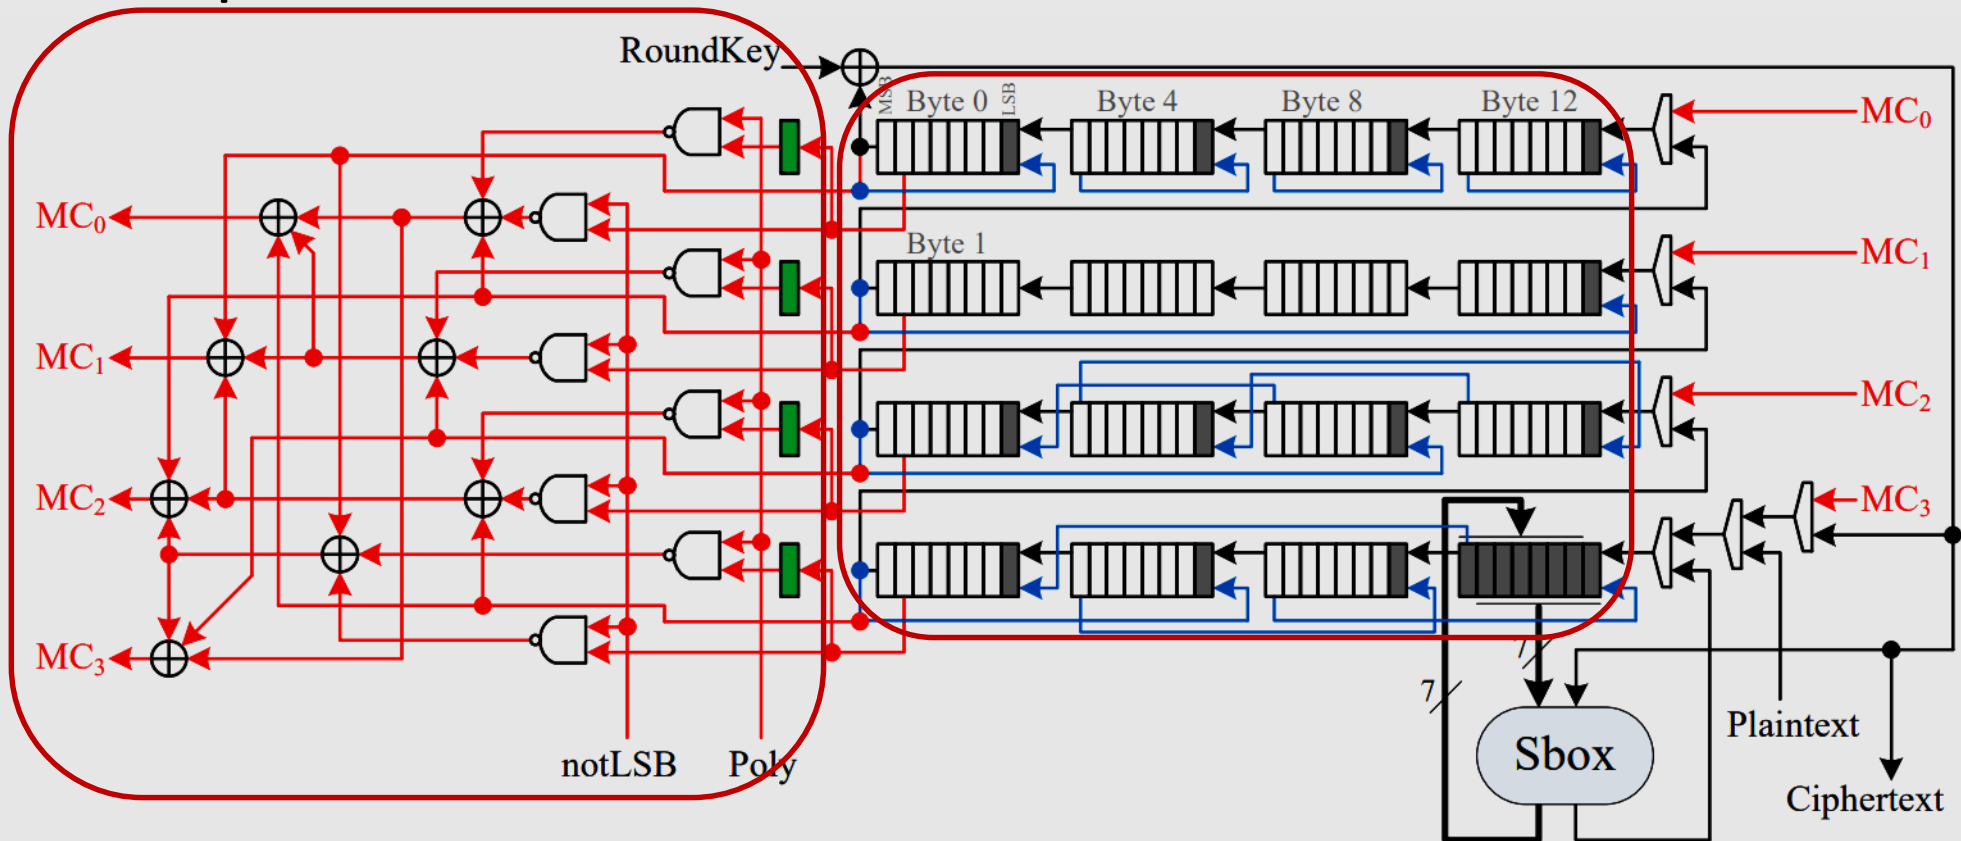 RoundKey
MSB
Byte 0
LSB
Byte 4
Byte 8
Byte 12
MC₀
MC₀
Byte 1
MC₁
MC₁
MC₂
MC₂
MC₃
MC₃
7
7
notLSB
Poly
Sbox
Plaintext
Ciphertext